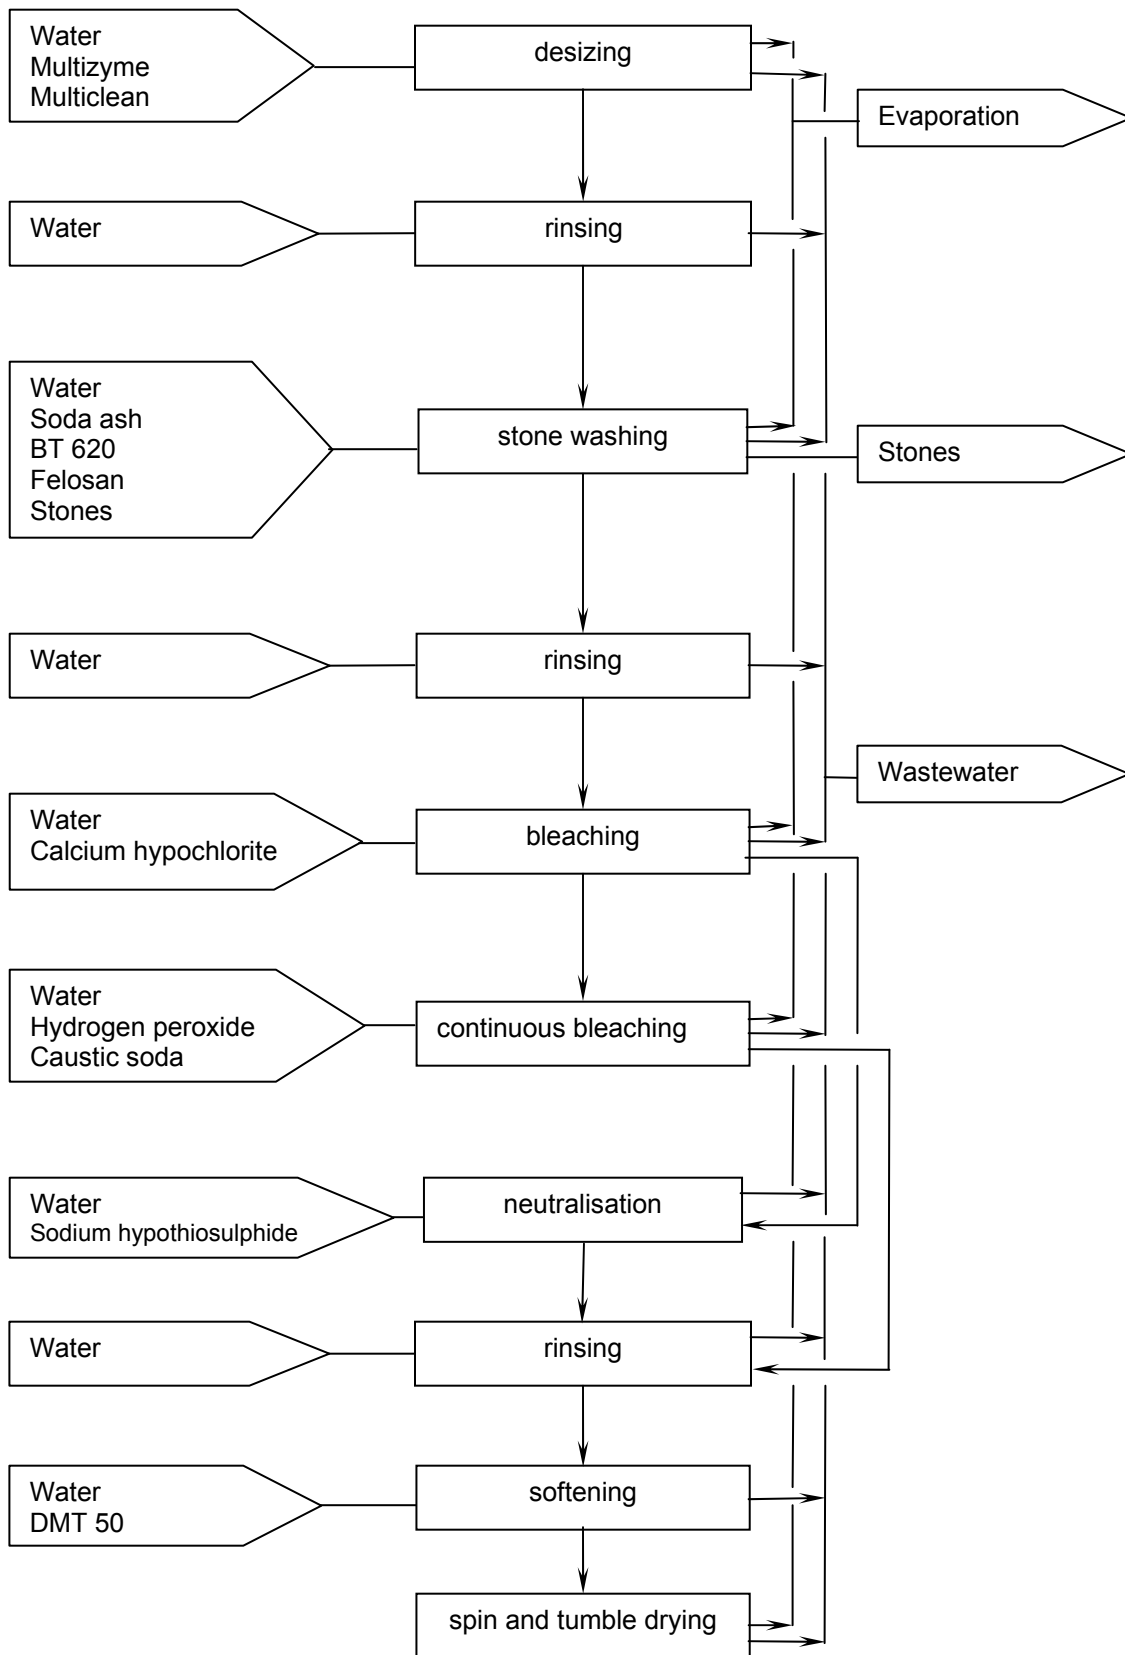 Water
Multizyme
Multiclean
desizing
Evaporation
Water
rinsing
Water
Soda ash
BT 620
Felosan
Stones
stone washing
Stones
Water
rinsing
Wastewater
Water
Calcium hypochlorite
bleaching
Water
Hydrogen peroxide
Caustic soda
continuous bleaching
Water
Sodium hypothiosulphide
neutralisation
Water
rinsing
Water
DMT 50
softening
spin and tumble drying